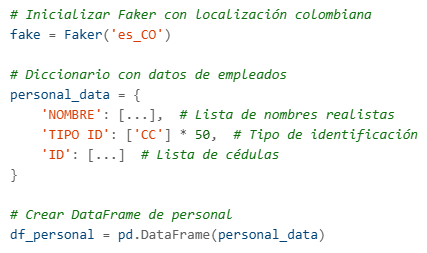 # Inicializar Faker con localización colombiana
fake = Faker('es_CO')

# Diccionario con datos de empleados
personal_data = {
    'NOMBRE': [...],  # Lista de nombres realistas
    'TIPO ID': ['CC'] * 50,  # Tipo de identificación
    'ID': [...]  # Lista de cédulas
}

# Crear DataFrame de personal
df_personal = pd.DataFrame(personal_data)